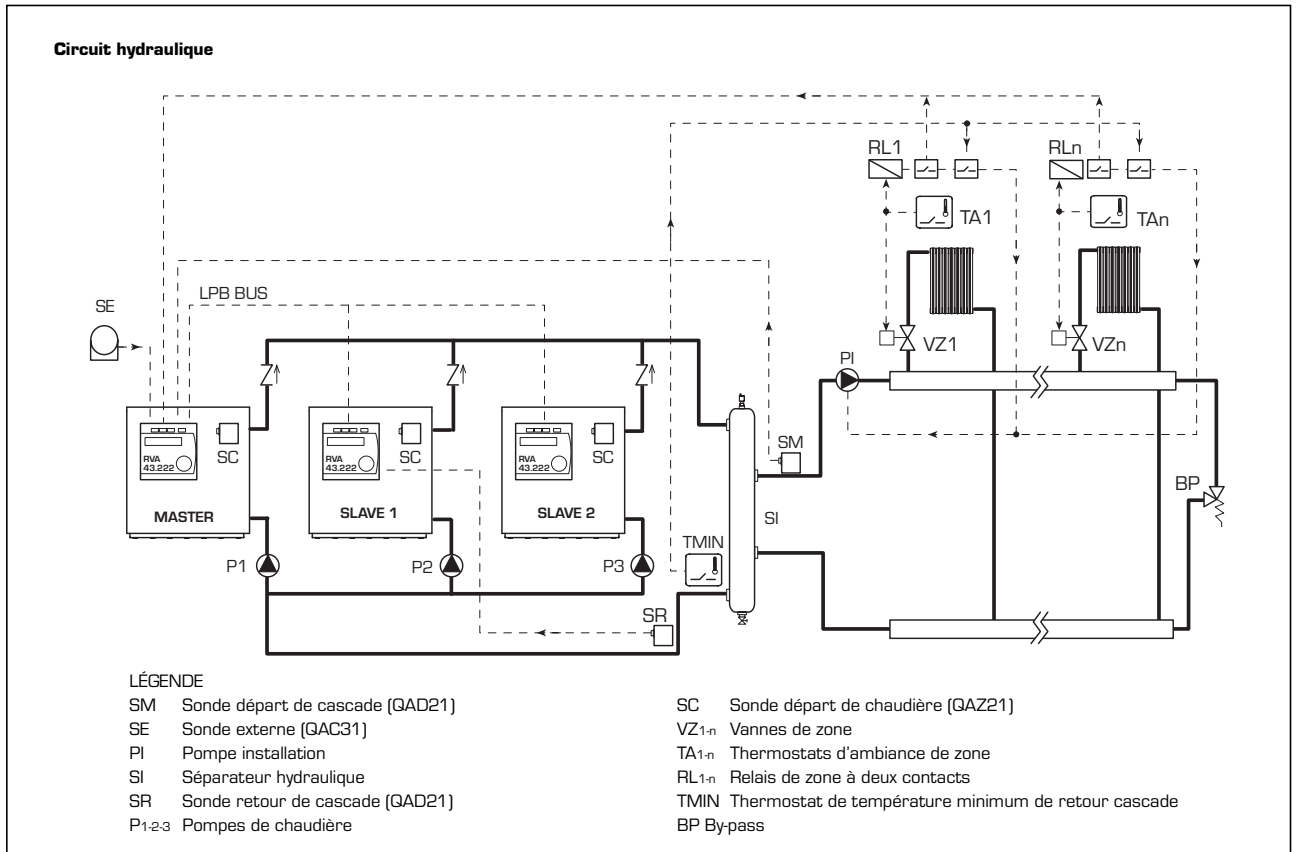 Circuit hydraulique
RL1
RLn
TA1
TAn
LPB BUS
SE
VZ1
VZn
PI
SM
BP
SC
SC
SC
RVA
43.222
RVA
43.222
RVA
43.222
MASTER
SLAVE 1
SLAVE 2
SI
TMIN
P1
P2
P3
SR
LÉGENDE
SM Sonde départ de cascade (QAD21)
SE Sonde externe (QAC31)
PI Pompe installation
SI Séparateur hydraulique
SR Sonde retour de cascade (QAD21)
P1-2-3 Pompes de chaudière
SC Sonde départ de chaudière (QAZ21)
VZ1-n Vannes de zone
TA1-n Thermostats d'ambiance de zone
RL1-n Relais de zone à deux contacts
TMIN Thermostat de température minimum de retour cascade
BP By-pass